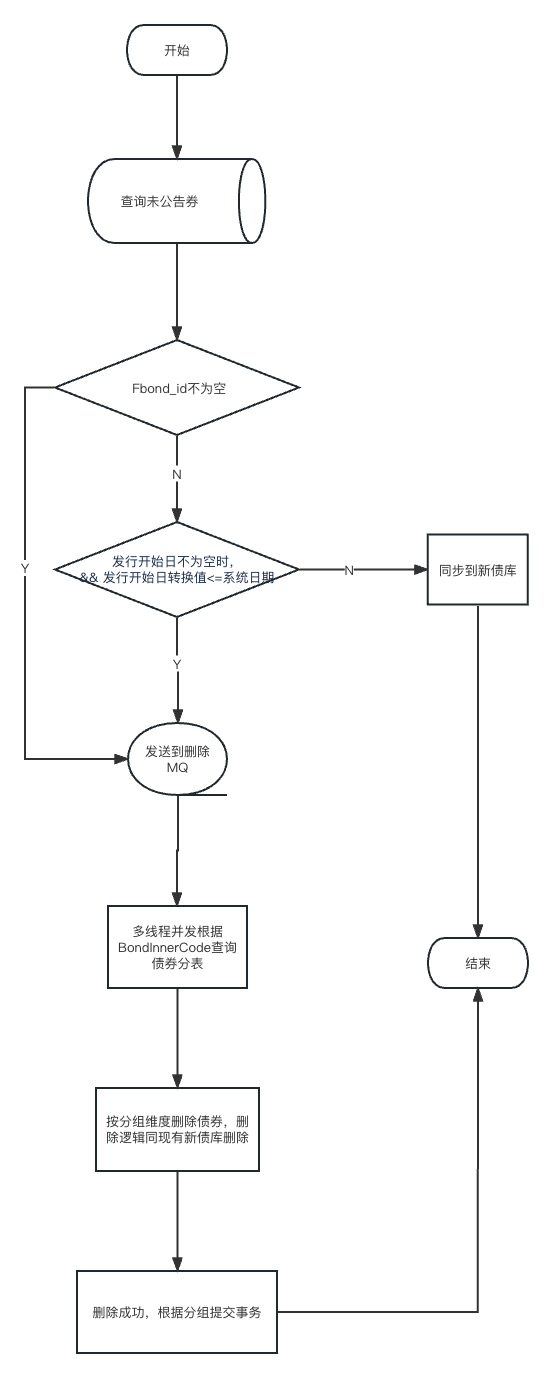 开始
查询未公告券
Fbond_id不为空
N
发行开始日不为空时，
&& 发行开始日转换值<=系统日期
N
同步到新债库
Y
Y
发送到删除
MQ
多线程并发根据
BondInnerCode查询
债券分表
结束
按分组维度删除债券，删
除逻辑同现有新债库删除
删除成功，根据分组提交事务